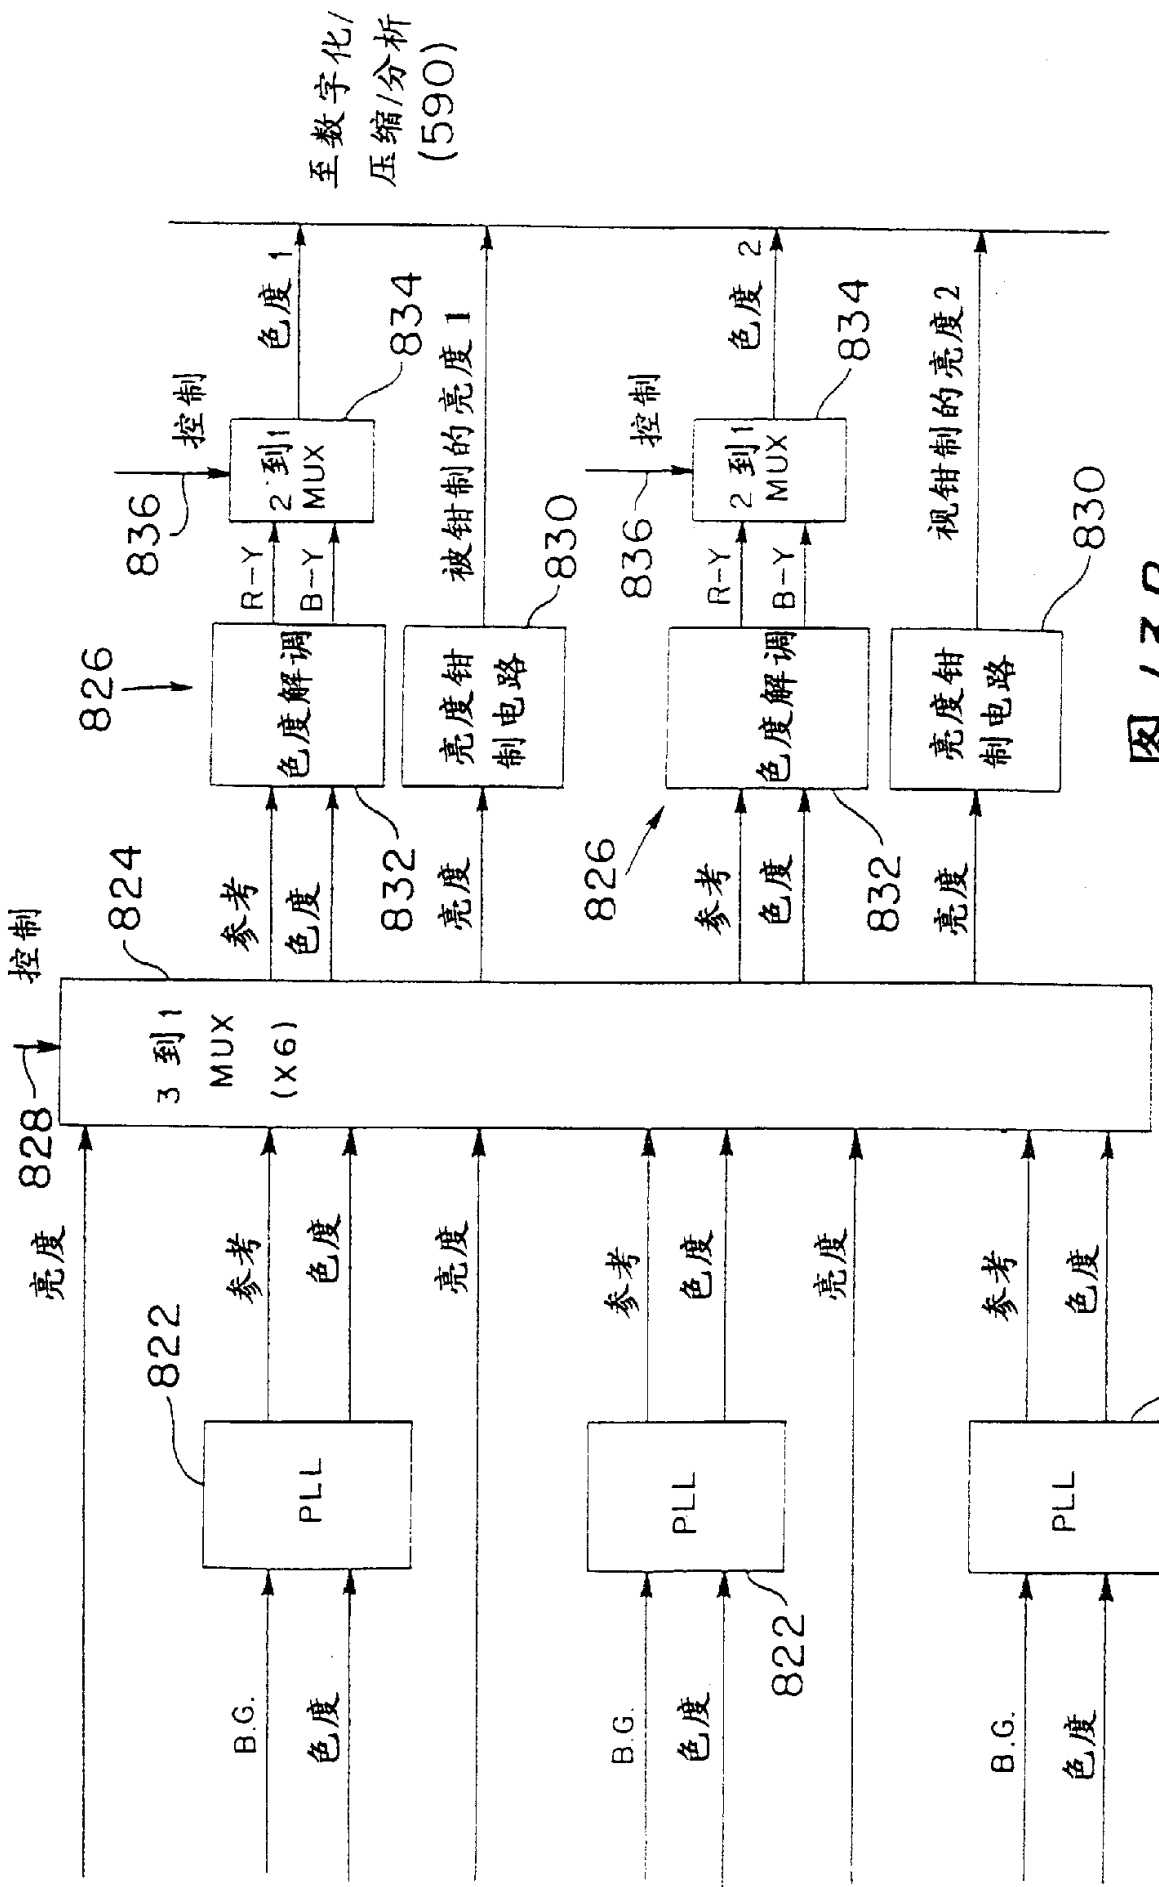 亮度
B.G.
色度
PLL
822
参考
色度
亮度
B.G.
色度
PLL
822
参考
色度
亮度
B.G.
色度
PLL
参考
色度
828
控制
824
3 到 1
MUX
(X6)
参考
色度
832
亮度
826
色度解调
R-Y
B-Y
836
控制
2 到 1
MUX
834
色度 1
亮度钳
制电路
830
被钳制的亮度 1
参考
色度
832
亮度
826
色度解调
R-Y
B-Y
836
控制
2 到 1
MUX
834
色度 2
亮度钳
制电路
830
视钳制的亮度 2
至数字化/
压缩/分析
(590)
图